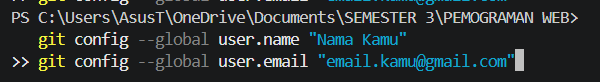 PS C:\Users\AsusT\OneDrive\Documents\SEMESTER 3\PEMOGRAMAN WEB>
git config --global user.name "Nama Kamu"
>> git config --global user.email "email.kamu@gmail.com"